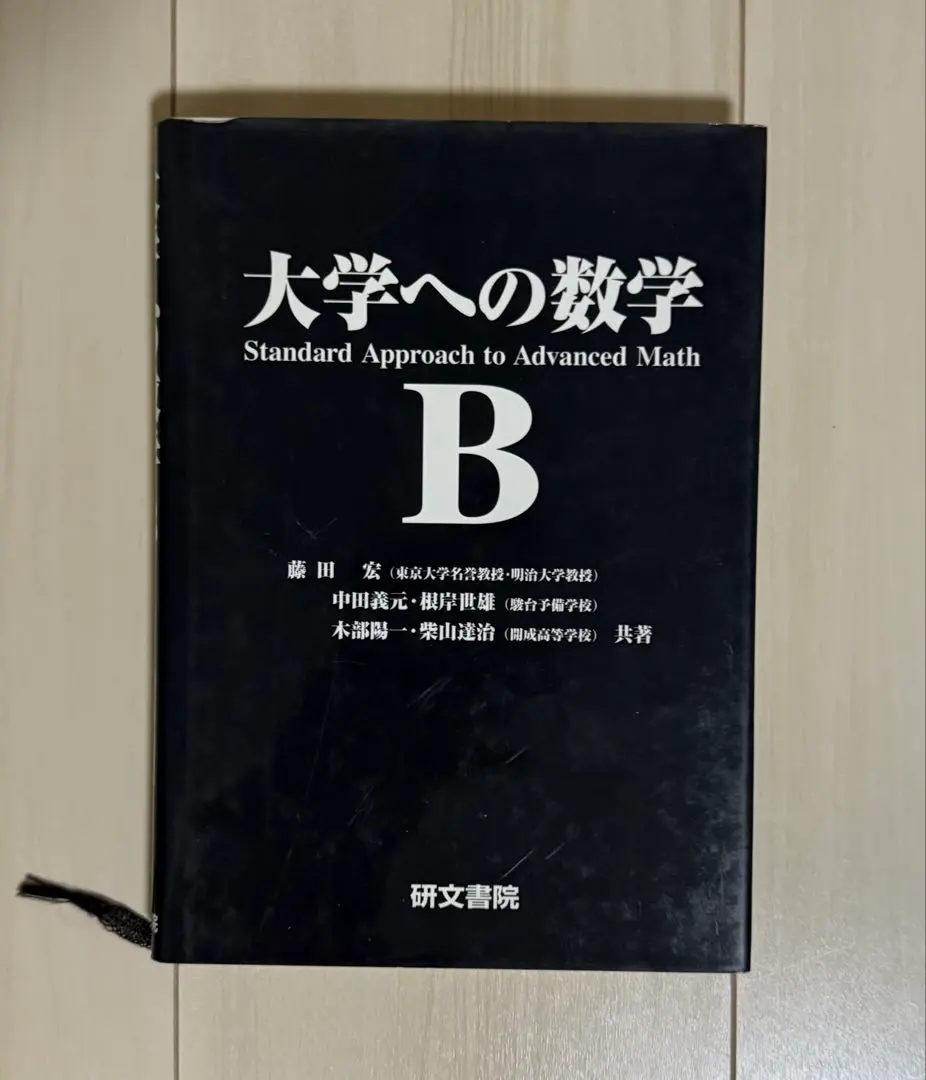 大学への数学
Standard Approach to Advanced Math
B
藤田 宏（東京大学名誉教授・明治大学教授）
中田義元・根岸世雄（駿台予備学校）
木部陽一・柴山達治（開成高等学校） 共著
研文書院